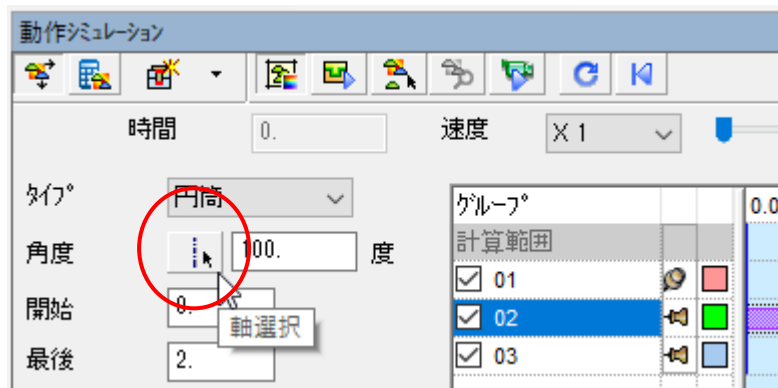 動作ｼﾐｭﾚｰｼｮﾝ
時間 0. 速度 X 1
ﾀｲﾌﾟ 円筒
角度 100. 度
開始 0.
軸選択
最後 2.
ｸﾞﾙｰﾌﾟ 0.0
計算範囲
01
02
03